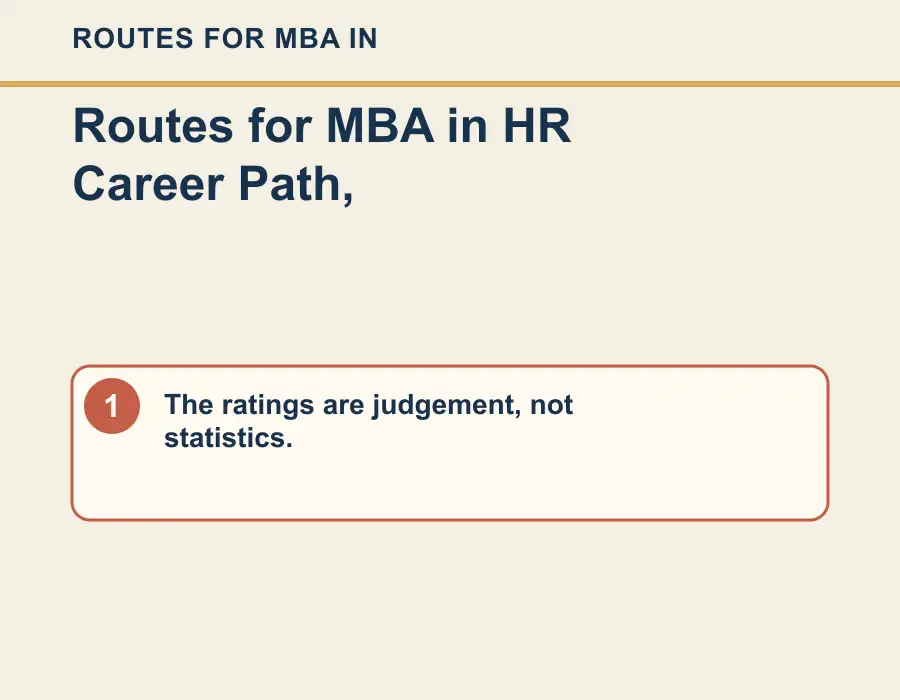 ROUTES FOR MBA IN
Routes for MBA in HR
Career Path,
1
The ratings are judgement, not
statistics.